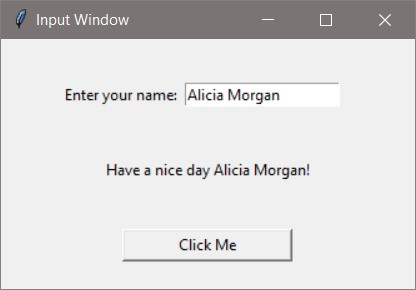 Input Window
Enter your name: Alicia Morgan
Have a nice day Alicia Morgan!
Click Me